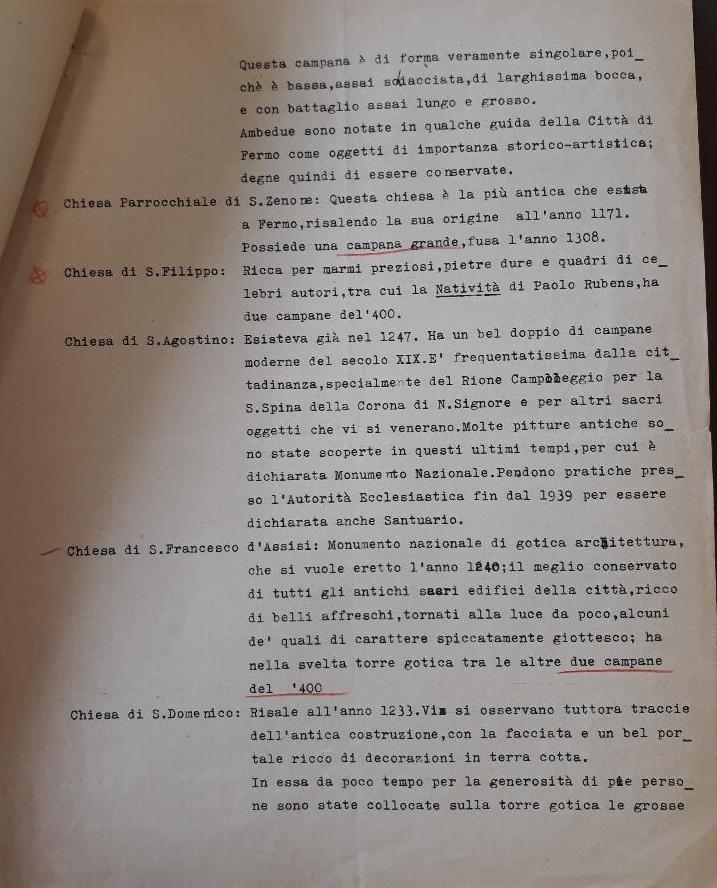 Questa campana è di forma veramente singolare,poi_
chè è bassa,assai schiacciata,di larghissima bocca,
e con battaglio assai lungo e grosso.
Ambedue sono notate in qualche guida della Città di
Fermo come oggetti di importanza storico-artistica;
degne quindi di essere conservate.
Chiesa Parrocchiale di S.Zenone: Questa chiesa è la più antica che esista
a Fermo,risalendo la sua origine all'anno 1171.
Possiede una campana grande,fusa l'anno 1308.
Chiesa di S.Filippo: Ricca per marmi preziosi,pietre dure e quadri di ce_
lebri autori,tra cui la Natività di Paolo Rubens,ha
due campane del'400.
Chiesa di S.Agostino: Esisteva già nel 1247. Ha un bel doppio di campane
moderne del secolo XIX.E' frequentatissima dalla cit_
tadinanza,specialmente del Rione Campoleggio per la
S.Spina della Corona di N.Signore e per altri sacri
oggetti che vi si venerano.Molte pitture antiche so_
no state scoperte in questi ultimi tempi,per cui è
dichiarata Monumento Nazionale.Pendono pratiche pres_
so l'Autorità Ecclesiastica fin dal 1939 per essere
dichiarata anche Santuario.
Chiesa di S.Francesco d'Assisi: Monumento nazionale di gotica architettura,
che si vuole eretto l'anno 1240;il meglio conservato
di tutti gli antichi sacri edifici della città,ricco
di belli affreschi,tornati alla luce da poco,alcuni
de' quali di carattere spiccatamente giottesco; ha
nella svelta torre gotica tra le altre due campane
del '400
Chiesa di S.Domenico: Risale all'anno 1233.Vi si osservano tuttora traccie
dell'antica costruzione,con la facciata e un bel por_
tale ricco di decorazioni in terra cotta.
In essa da poco tempo per la generosità di pie perso_
ne sono state collocate sulla torre gotica le grosse